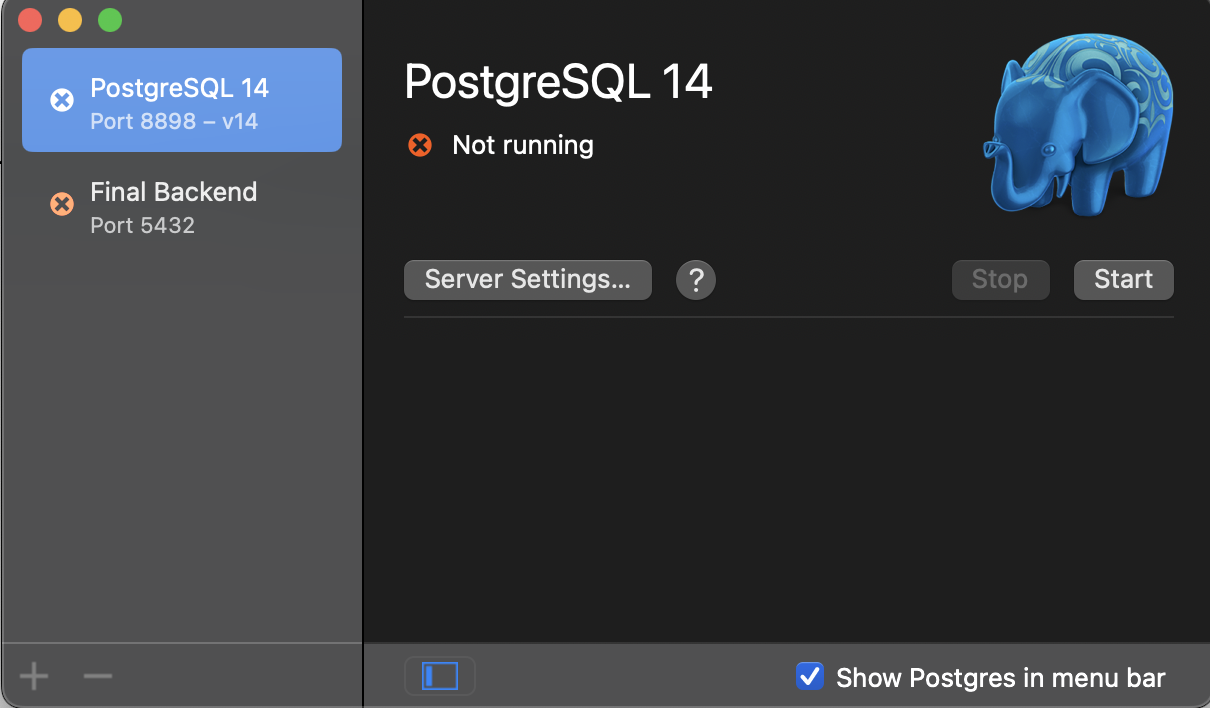 PostgreSQL 14
Port 8898 – v14
Final Backend
Port 5432
PostgreSQL 14
Not running
Server Settings...
?
Stop
Start
Show Postgres in menu bar